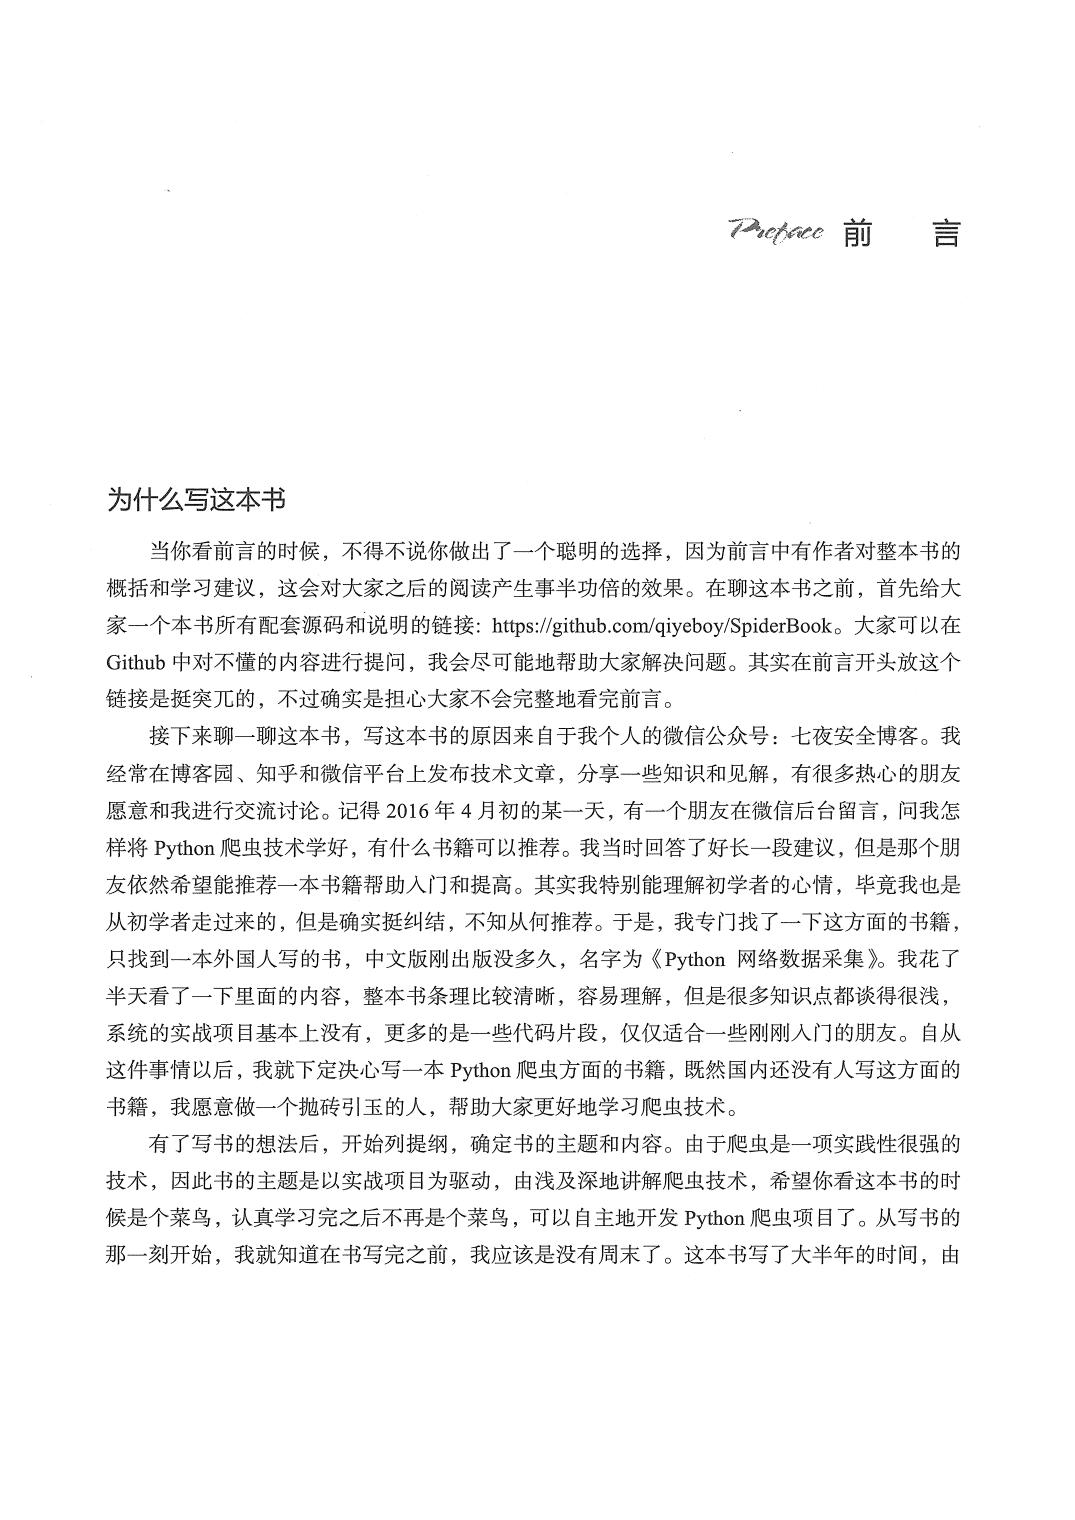 Preface 前 言
为什么写这本书
当你看前言的时候，不得不说你做出了一个聪明的选择，因为前言中有作者对整本书的
概括和学习建议，这会对大家之后的阅读产生事半功倍的效果。在聊这本书之前，首先给大
家一个本书所有配套源码和说明的链接：https://github.com/qiyeboy/SpiderBook。大家可以在
Github 中对不懂的内容进行提问，我会尽可能地帮助大家解决问题。其实在前言开头放这个
链接是挺突兀的，不过确实是担心大家不会完整地看完前言。
接下来聊一聊这本书，写这本书的原因来自于我个人的微信公众号：七夜安全博客。我
经常在博客园、知乎和微信平台上发布技术文章，分享一些知识和见解，有很多热心的朋友
愿意和我进行交流讨论。记得 2016 年 4 月初的某一天，有一个朋友在微信后台留言，问我怎
样将 Python 爬虫技术学好，有什么书籍可以推荐。我当时回答了好长一段建议，但是那个朋
友依然希望能推荐一本书籍帮助入门和提高。其实我特别能理解初学者的心情，毕竟我也是
从初学者走过来的，但是确实挺纠结，不知从何推荐。于是，我专门找了一下这方面的书籍，
只找到一本外国人写的书，中文版刚出版没多久，名字为《Python 网络数据采集》。我花了
半天看了一下里面的内容，整本书条理比较清晰，容易理解，但是很多知识点都谈得很浅，
系统的实战项目基本上没有，更多的是一些代码片段，仅仅适合一些刚刚入门的朋友。自从
这件事情以后，我就下定决心写一本 Python 爬虫方面的书籍，既然国内还没有人写这方面的
书籍，我愿意做一个抛砖引玉的人，帮助大家更好地学习爬虫技术。
有了写书的想法后，开始列提纲，确定书的主题和内容。由于爬虫是一项实践性很强的
技术，因此书的主题是以实战项目为驱动，由浅及深地讲解爬虫技术，希望你看这本书的时
候是个菜鸟，认真学习完之后不再是个菜鸟，可以自主地开发 Python 爬虫项目了。从写书的
那一刻开始，我就知道在书写完之前，我应该是没有周末了。这本书写了大半年的时间，由